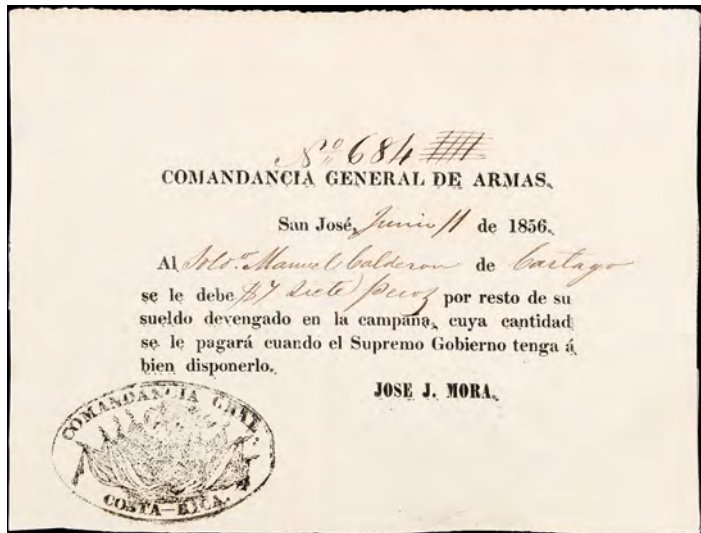 Nº 684
COMANDANCIA GENERAL DE ARMAS.
San José, Junio 11 de 1856.
Al Soldº Manuel Calderon de Cartago
se le debe $7 siete pesos por resto de su
sueldo devengado en la campaña, cuya cantidad
se le pagará cuando el Supremo Gobierno tenga á
bien disponerlo.
JOSE J. MORA.
COMANDANCIA GRAL.
COSTA-RICA.